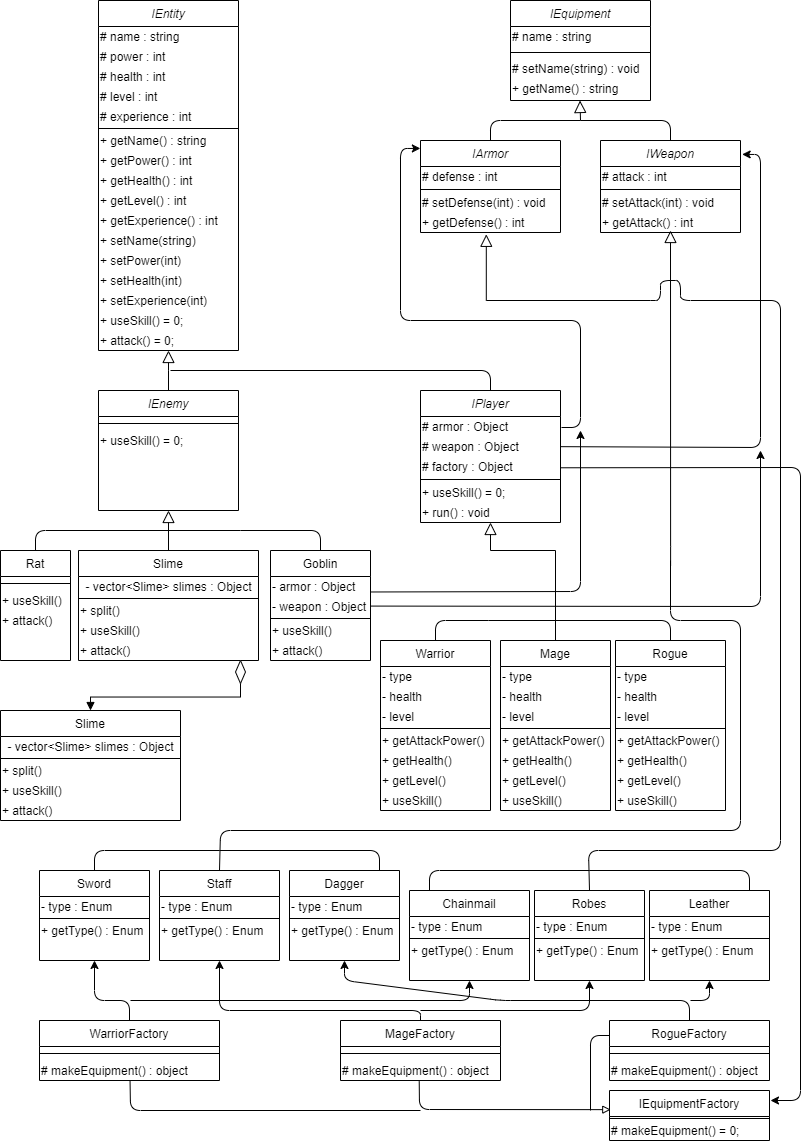 IEntity
# name : string
# power : int
# health : int
# level : int
# experience : int
+ getName() : string
+ getPower() : int
+ getHealth() : int
+ getLevel() : int
+ getExperience() : int
+ setName(string)
+ setPower(int)
+ setHealth(int)
+ setExperience(int)
+ useSkill() = 0;
+ attack() = 0;
IEquipment
# name : string
# setName(string) : void
+ getName() : string
IArmor
# defense : int
# setDefense(int) : void
+ getDefense() : int
IWeapon
# attack : int
# setAttack(int) : void
+ getAttack() : int
IEnemy
+ useSkill() = 0;
IPlayer
# armor : Object
# weapon : Object
# factory : Object
+ useSkill() = 0;
+ run() : void
Rat
+ useSkill()
+ attack()
Slime
- vector<Slime> slimes : Object
+ split()
+ useSkill()
+ attack()
Goblin
- armor : Object
- weapon : Object
+ useSkill()
+ attack()
Slime
- vector<Slime> slimes : Object
+ split()
+ useSkill()
+ attack()
Warrior
- type
- health
- level
+ getAttackPower()
+ getHealth()
+ getLevel()
+ useSkill()
Mage
- type
- health
- level
+ getAttackPower()
+ getHealth()
+ getLevel()
+ useSkill()
Rogue
- type
- health
- level
+ getAttackPower()
+ getHealth()
+ getLevel()
+ useSkill()
Sword
- type : Enum
+ getType() : Enum
Staff
- type : Enum
+ getType() : Enum
Dagger
- type : Enum
+ getType() : Enum
Chainmail
- type : Enum
+ getType() : Enum
Robes
- type : Enum
+ getType() : Enum
Leather
- type : Enum
+ getType() : Enum
WarriorFactory
# makeEquipment() : object
MageFactory
# makeEquipment() : object
RogueFactory
# makeEquipment() : object
IEquipmentFactory
# makeEquipment() = 0;